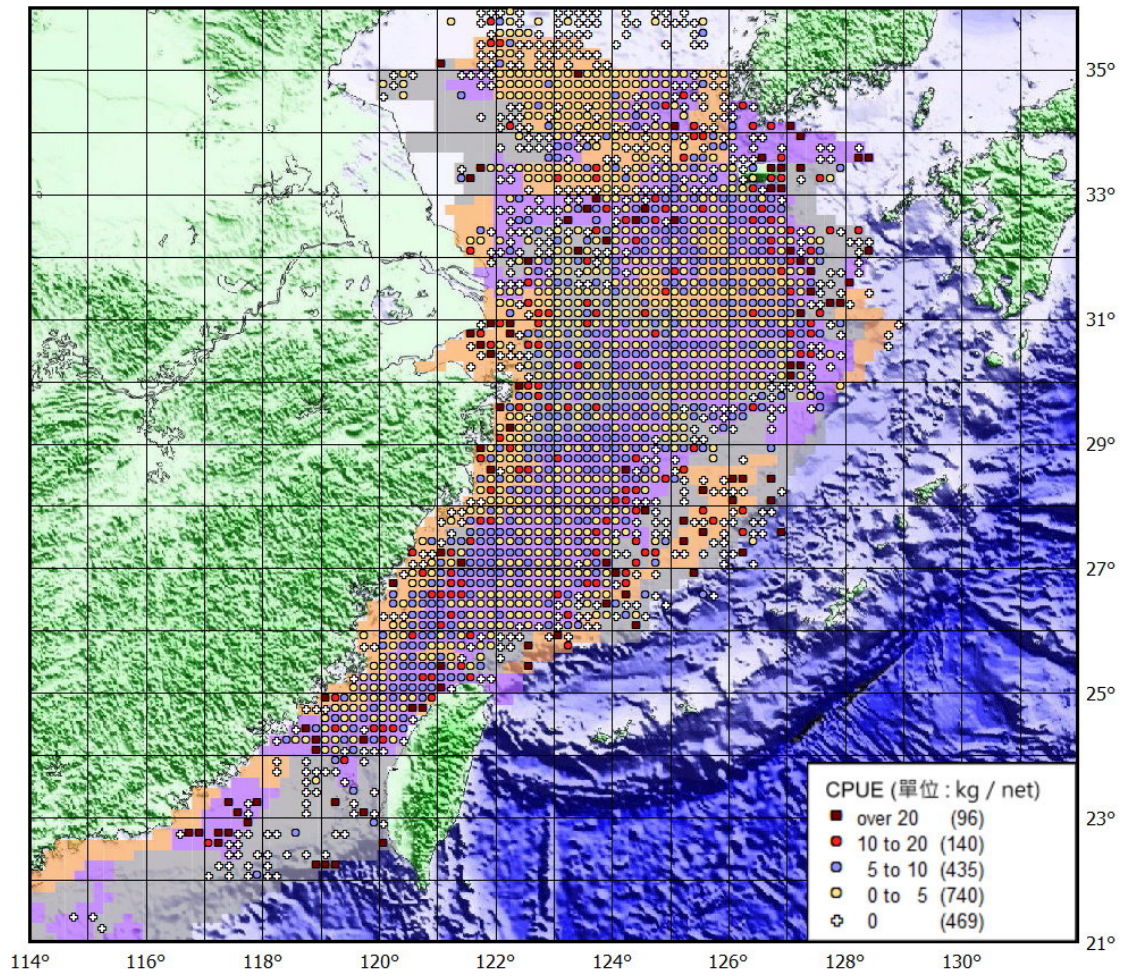 35°
33°
31°
29°
27°
25°
23°
21°
CPUE (單位 : kg / net)
over 20 (96)
10 to 20 (140)
5 to 10 (435)
0 to 5 (740)
0 (469)
114° 116° 118° 120° 122° 124° 126° 128° 130°